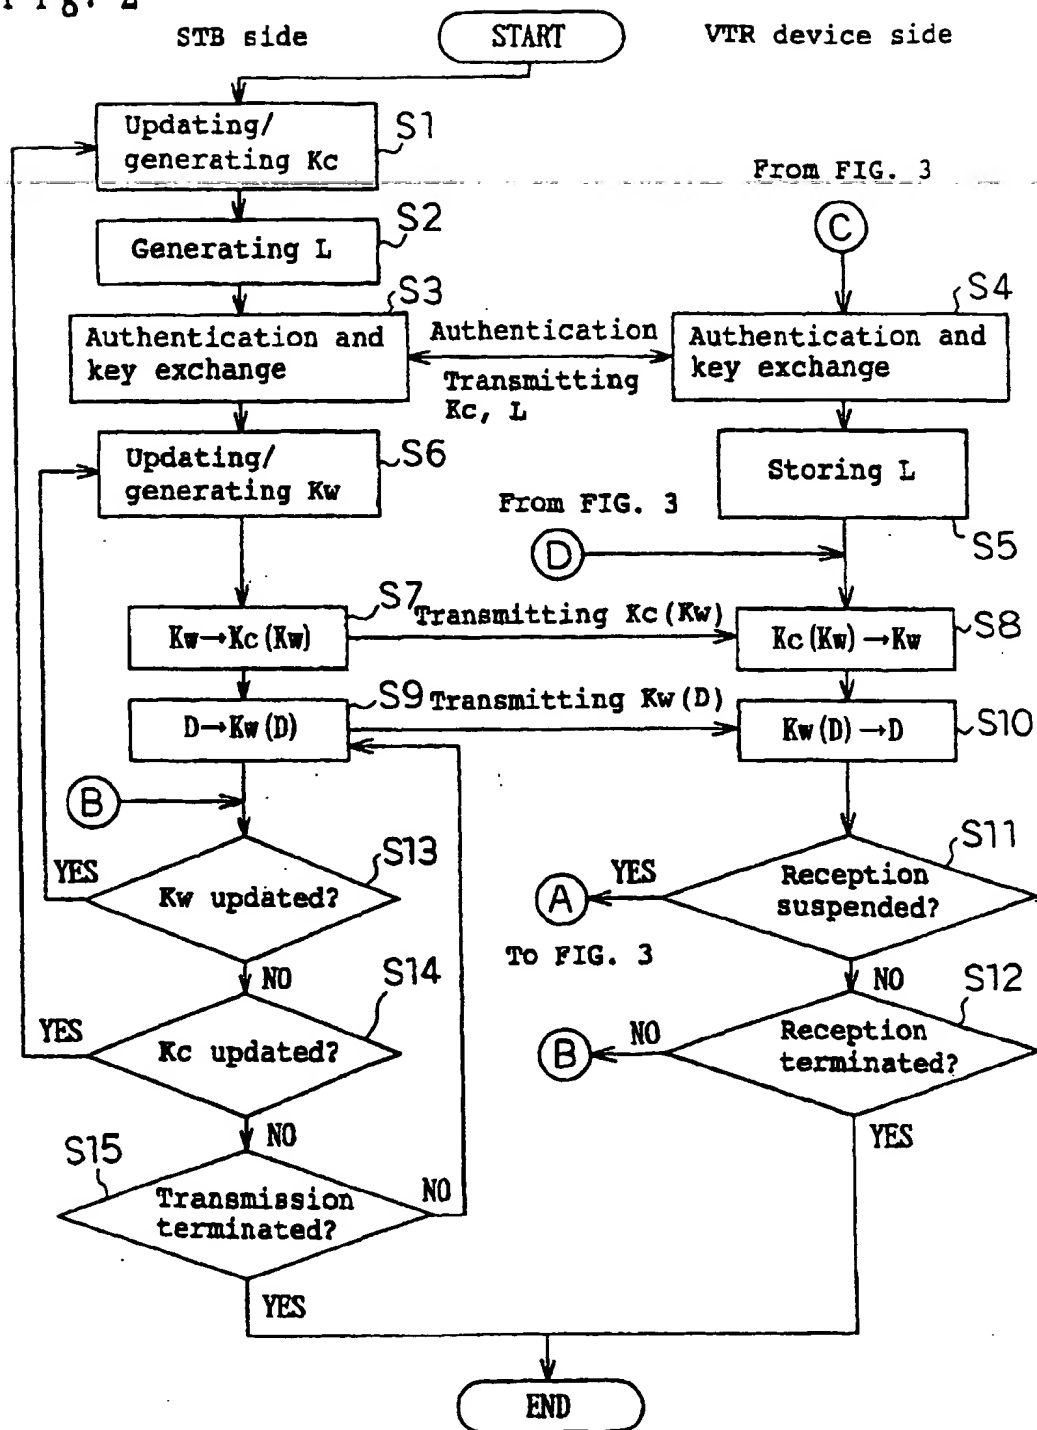 Fig. 2
STB side
START
VTR device side
Updating/
generating Kc
S1
From FIG. 3
Generating L
S2
C
S3
S4
Authentication and
key exchange
Authentication
Transmitting
Kc, L
Authentication and
key exchange
Updating/
generating Kw
S6
Storing L
S5
From FIG. 3
D
S7
Transmitting Kc(Kw)
Kw→Kc(Kw)
Kc(Kw)→Kw
S8
S9
Transmitting Kw(D)
D→Kw(D)
Kw(D)→D
S10
B
S13
YES
Kw updated?
NO
S11
YES
Reception
suspended?
A
To FIG. 3
NO
S14
YES
Kc updated?
NO
S12
NO
Reception
terminated?
B
YES
S15
Transmission
terminated?
NO
YES
END